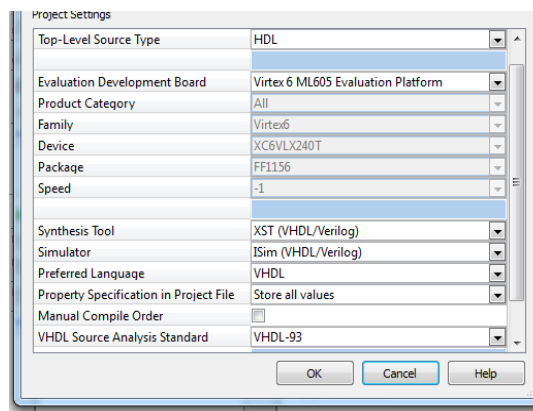 Project Settings
Top-Level Source Type HDL
Evaluation Development Board Virtex 6 ML605 Evaluation Platform
Product Category All
Family Virtex6
Device XC6VLX240T
Package FF1156
Speed -1
Synthesis Tool XST (VHDL/Verilog)
Simulator ISim (VHDL/Verilog)
Preferred Language VHDL
Property Specification in Project File Store all values
Manual Compile Order
VHDL Source Analysis Standard VHDL-93
OK Cancel Help